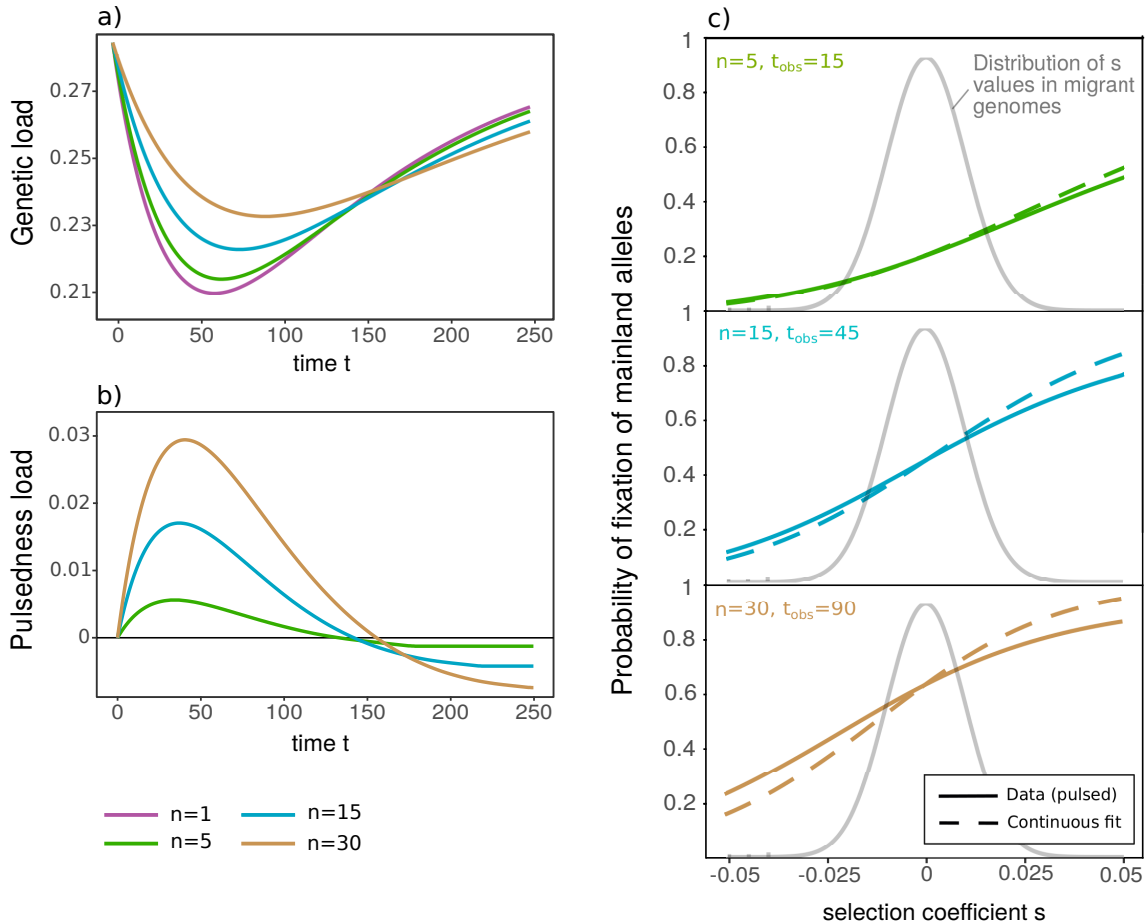 a)
Genetic load
0.27
0.25
0.23
0.21
0
50
100
150
200
250
time t
b)
Pulsedness load
0.03
0.02
0.01
0
0
50
100
150
200
250
time t
n=1
n=15
n=5
n=30
c)
Probability of fixation of mainland alleles
1
0.8
0.6
0.4
0.2
n=5, tobs=15
Distribution of s
values in migrant
genomes
1
0.8
0.6
0.4
0.2
n=15, tobs=45
1
0.8
0.6
0.4
0.2
n=30, tobs=90
Data (pulsed)
Continuous fit
-0.05
-0.025
0
0.025
0.05
selection coefficient s